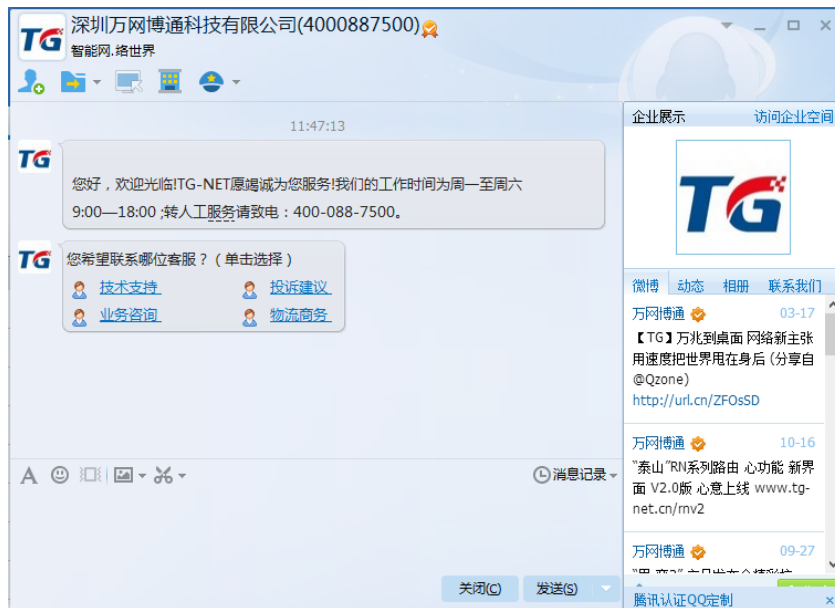 TG
深圳万网博通科技有限公司(4000887500)
智能网.络世界
11:47:13
TG
您好，欢迎光临!TG-NET愿竭诚为您服务!我们的工作时间为周一至周六
9:00—18:00 ;转人工服务请致电：400-088-7500。
TG
您希望联系哪位客服？（单击选择）
技术支持 投诉建议
业务咨询 物流商务
消息记录
关闭(C) 发送(S)
企业展示 访问企业空间
TG
微博 动态 相册 联系我们
万网博通 03-17
【TG】万兆到桌面 网络新主张
用速度把世界甩在身后 (分享自
@Qzone)
http://url.cn/ZFOsSD
万网博通 10-16
“泰山”RN系列路由 心功能 新界
面 V2.0版 心意上线 www.tg-
net.cn/rnv2
万网博通 09-27
腾讯认证QQ定制